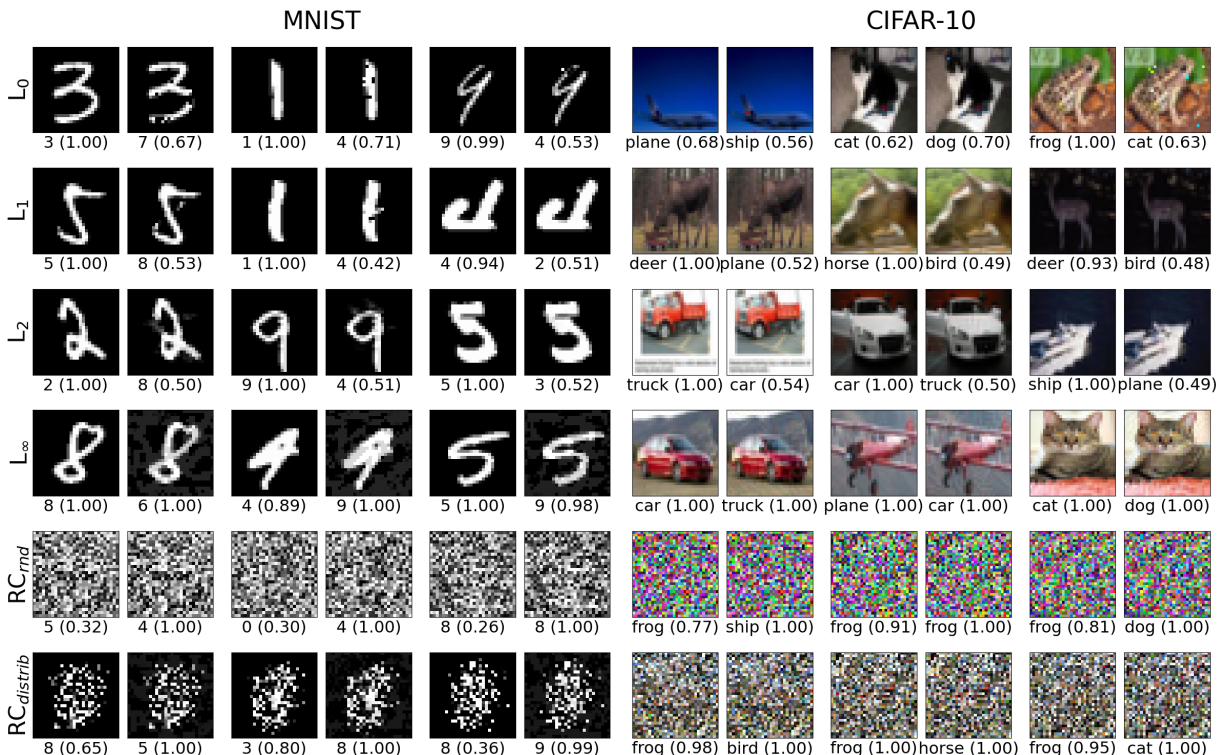 MNIST CIFAR-10
L0
3 (1.00) 7 (0.67) 1 (1.00) 4 (0.71) 9 (0.99) 4 (0.53) plane (0.68) ship (0.56) cat (0.62) dog (0.70) frog (1.00) cat (0.63)
L1
5 (1.00) 8 (0.53) 1 (1.00) 4 (0.42) 4 (0.94) 2 (0.51) deer (1.00) plane (0.52) horse (1.00) bird (0.49) deer (0.93) bird (0.48)
L2
2 (1.00) 8 (0.50) 9 (1.00) 4 (0.51) 5 (1.00) 3 (0.52) truck (1.00) car (0.54) car (1.00) truck (0.50) ship (1.00) plane (0.49)
L∞
8 (1.00) 6 (1.00) 4 (0.89) 9 (1.00) 5 (1.00) 9 (0.98) car (1.00) truck (1.00) plane (1.00) car (1.00) cat (1.00) dog (1.00)
RCrnd
5 (0.32) 4 (1.00) 0 (0.30) 4 (1.00) 8 (0.26) 8 (1.00) frog (0.77) ship (1.00) frog (0.91) frog (1.00) frog (0.81) dog (1.00)
RCdistrib
8 (0.65) 5 (1.00) 3 (0.80) 8 (1.00) 8 (0.36) 9 (0.99) frog (0.98) bird (1.00) frog (1.00) horse (1.00) frog (0.95) cat (1.00)